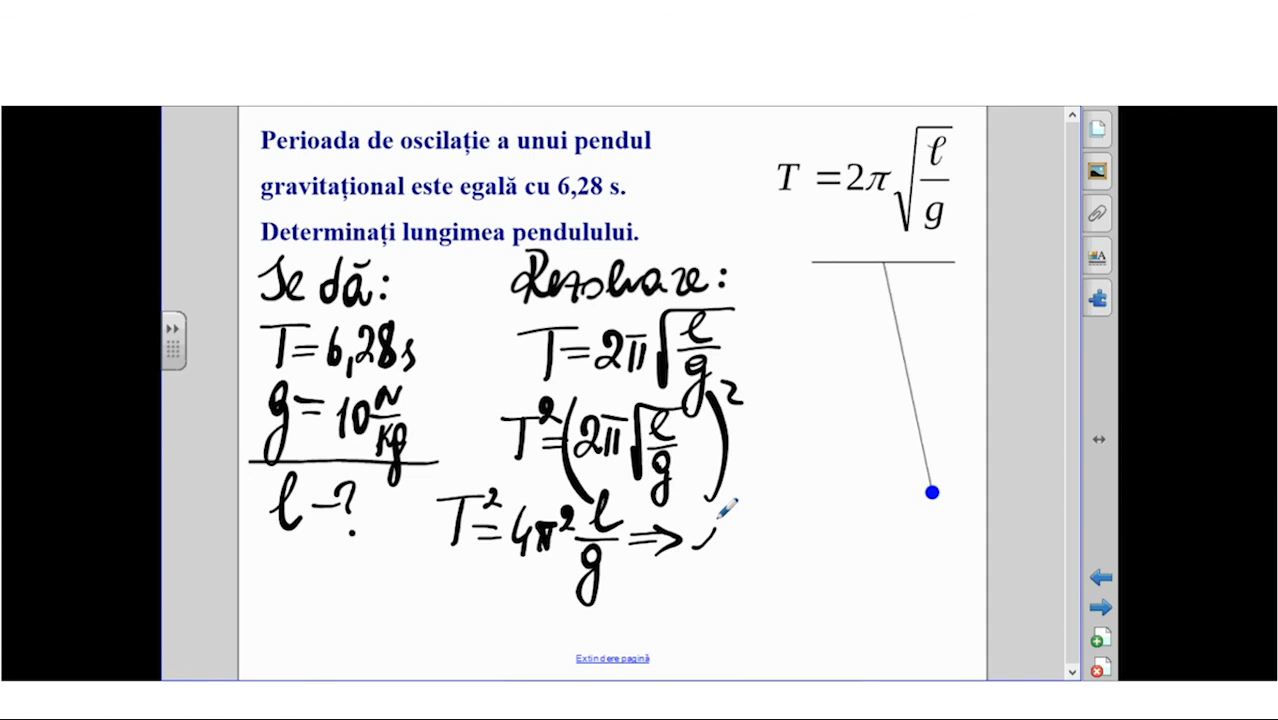 Perioada de oscilație a unui pendul
gravitațional este egală cu 6,28 s.
Determinați lungimea pendulului.
T = 2π√(ℓ/g)
Se dă:
T = 6,28 s
g = 10 N/kg
l - ?
Rezolvare:
T = 2π√(l/g)
T² = (2π√(l/g))²
T² = 4π² l/g ⇒
Extindere pagină